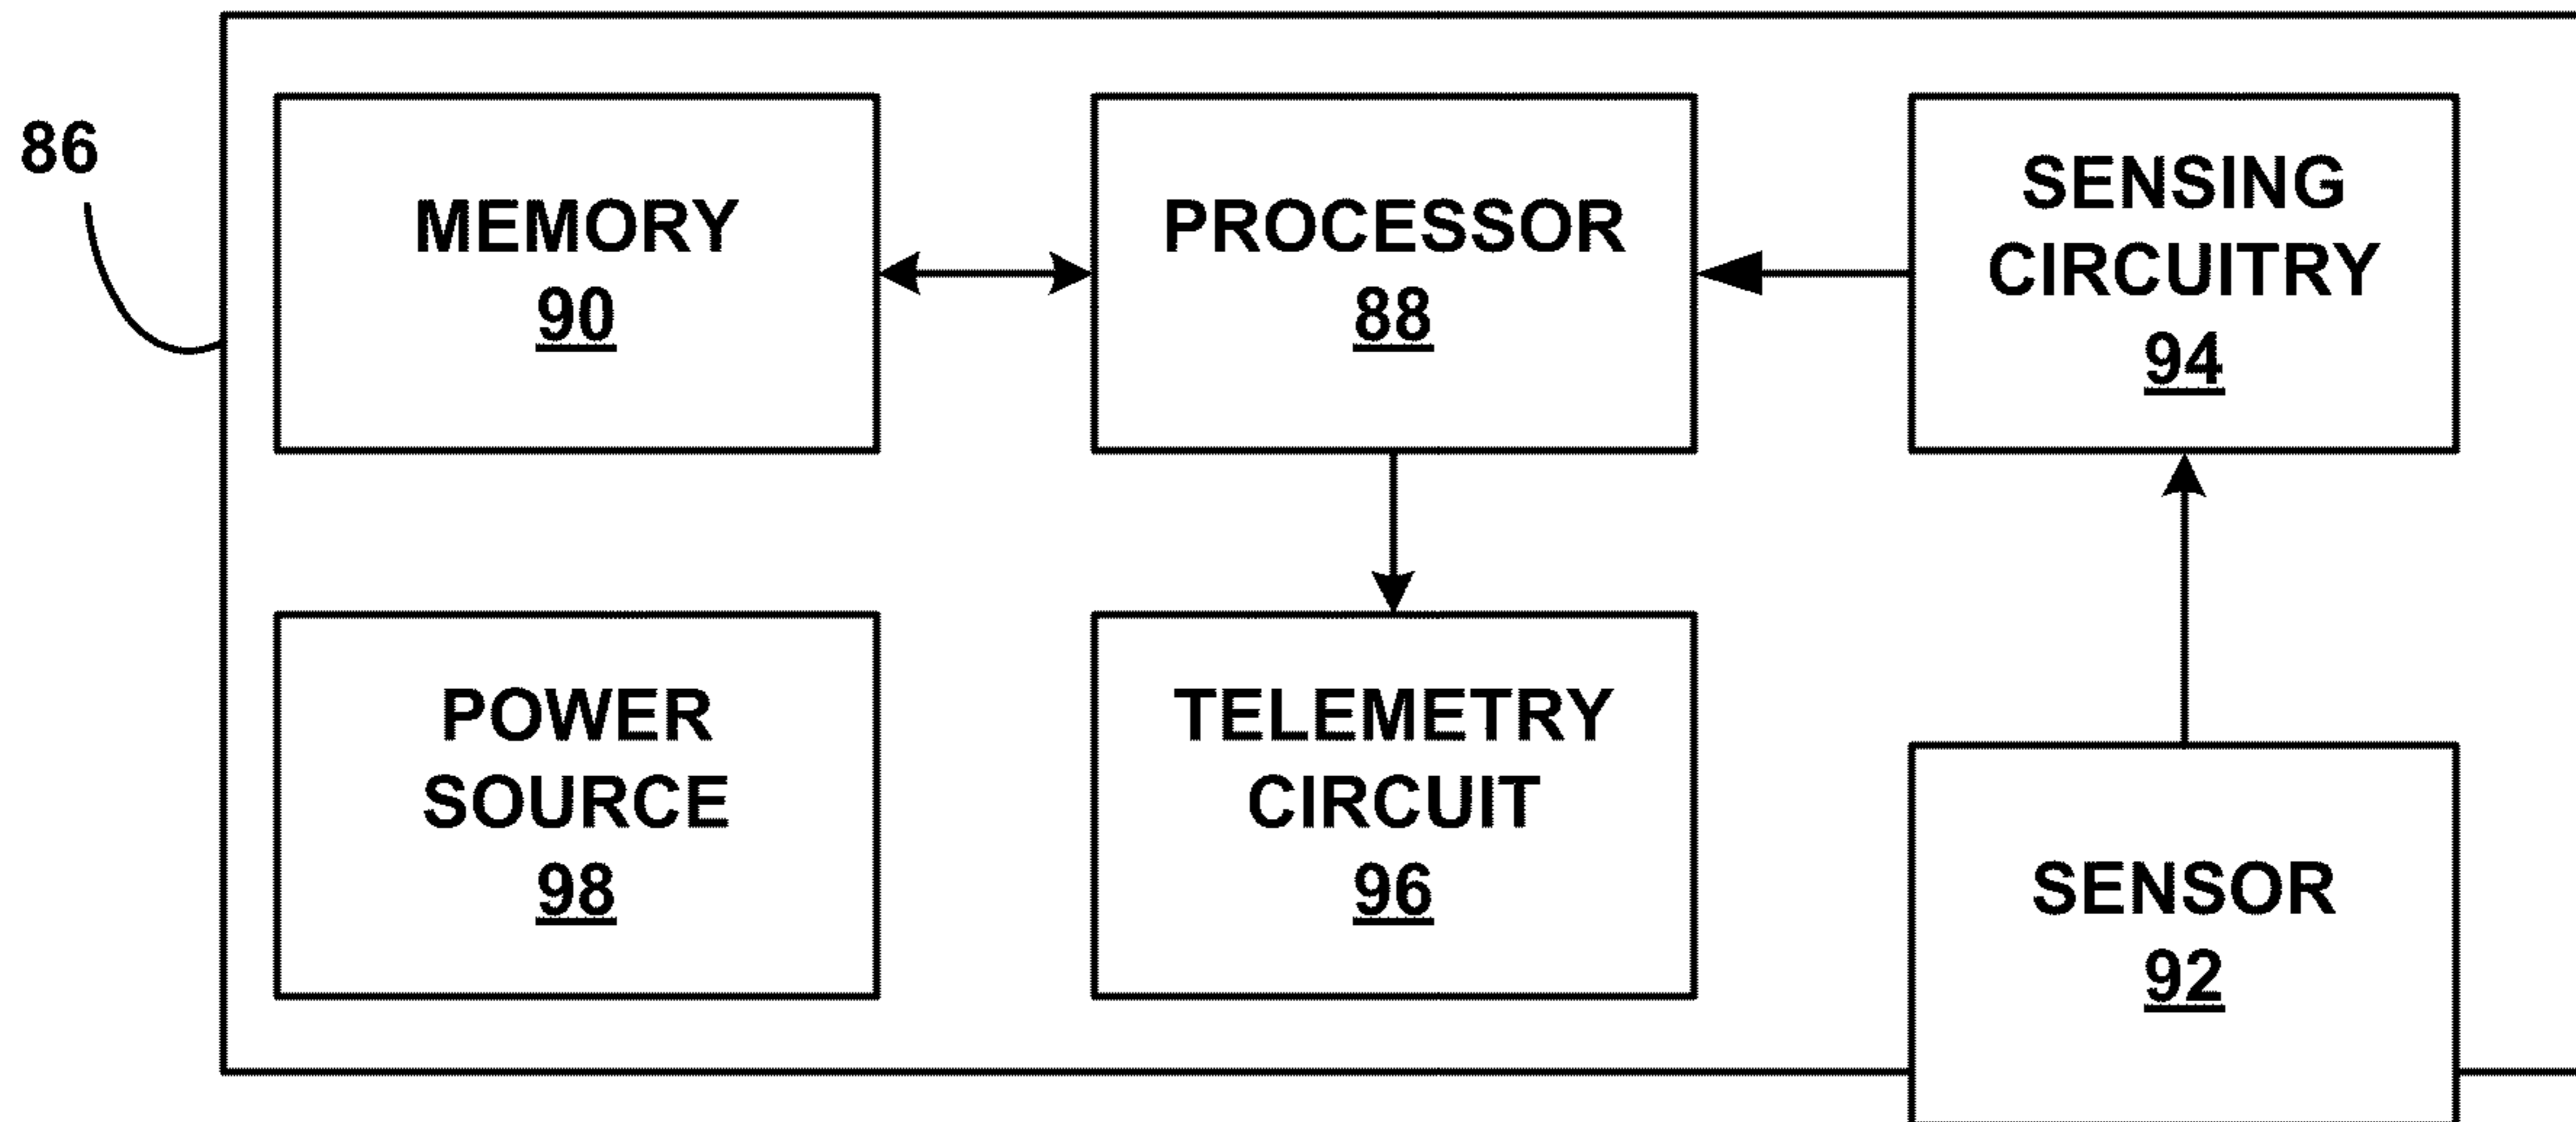 86
MEMORY
90
PROCESSOR
88
SENSING
CIRCUITRY
94
POWER
SOURCE
98
TELEMETRY
CIRCUIT
96
SENSOR
92